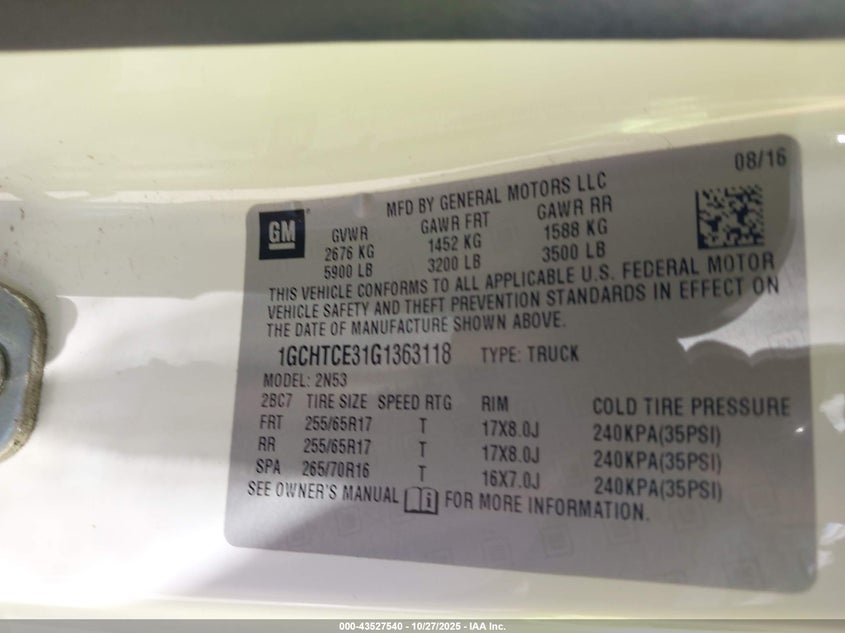 08/16
MFD BY GENERAL MOTORS LLC
GM
GVWR GAWR FRT GAWR RR
2676 KG 1452 KG 1588 KG
5900 LB 3200 LB 3500 LB
THIS VEHICLE CONFORMS TO ALL APPLICABLE U.S. FEDERAL MOTOR
VEHICLE SAFETY AND THEFT PREVENTION STANDARDS IN EFFECT ON
THE DATE OF MANUFACTURE SHOWN ABOVE.
1GCHTCE31G1363118 TYPE: TRUCK
MODEL: 2N53
2BC7 TIRE SIZE SPEED RTG RIM COLD TIRE PRESSURE
FRT 255/65R17 T 17X8.0J 240KPA(35PSI)
RR 255/65R17 T 17X8.0J 240KPA(35PSI)
SPA 265/70R16 T 16X7.0J 240KPA(35PSI)
SEE OWNER'S MANUAL FOR MORE INFORMATION.
000-43527540 - 10/27/2025 - IAA Inc.